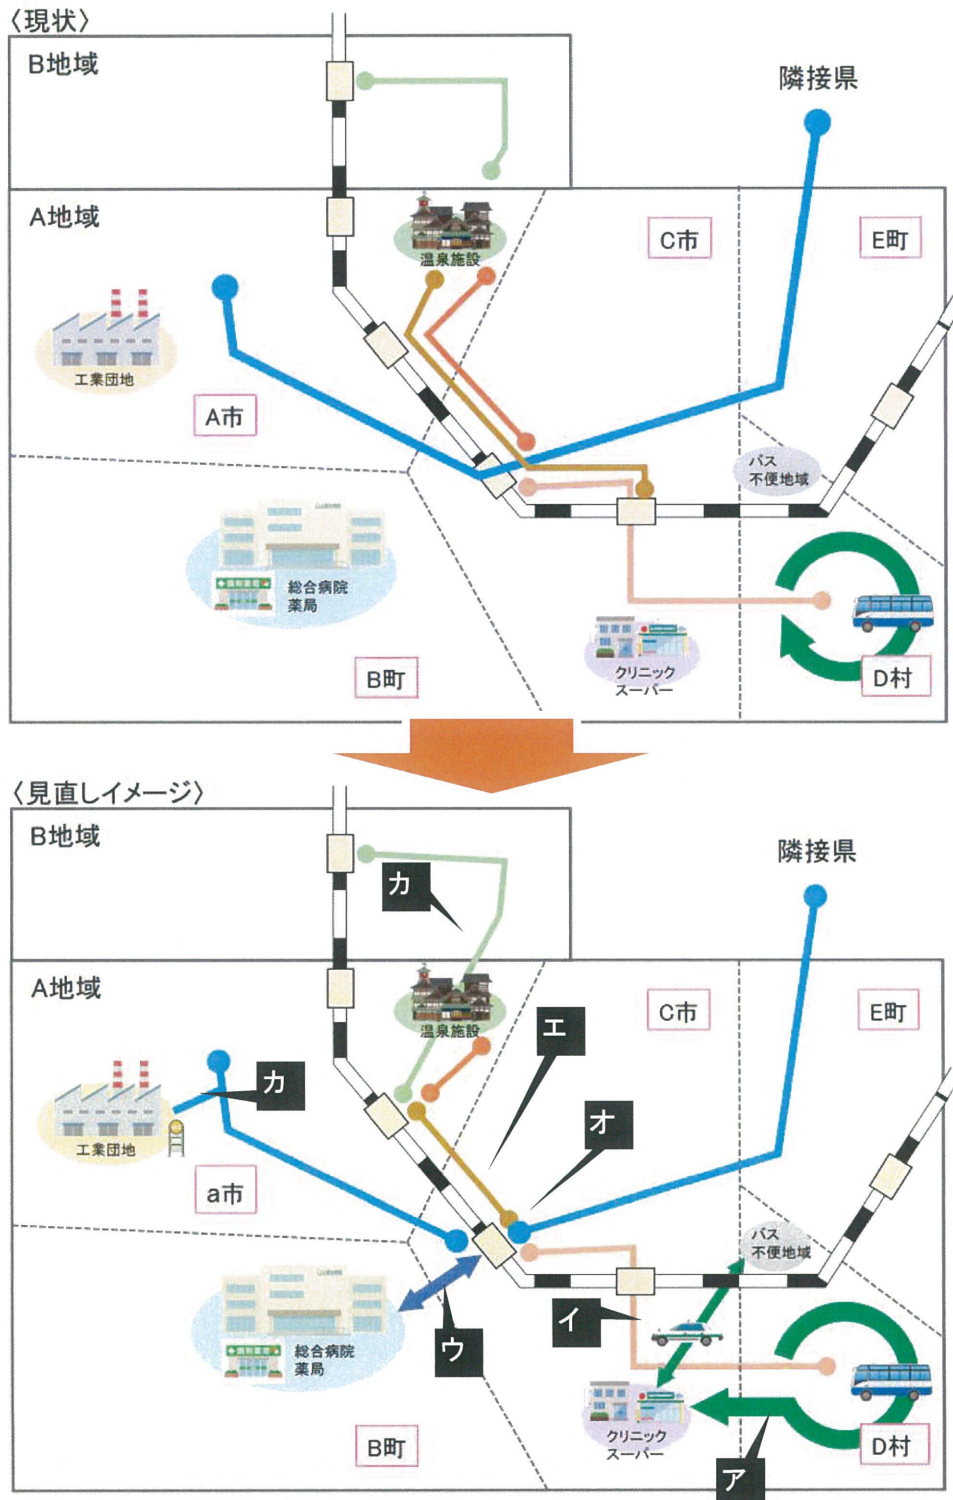 〈現状〉
B地域
隣接県
A地域
温泉施設
C市
E町
工業団地
A市
バス
不便地域
総合病院
薬局
クリニック
スーパー
B町
D村
〈見直しイメージ〉
B地域
隣接県
カ
A地域
温泉施設
エ
C市
E町
カ
オ
工業団地
a市
バス
不便地域
イ
ウ
総合病院
薬局
クリニック
スーパー
B町
D村
ア